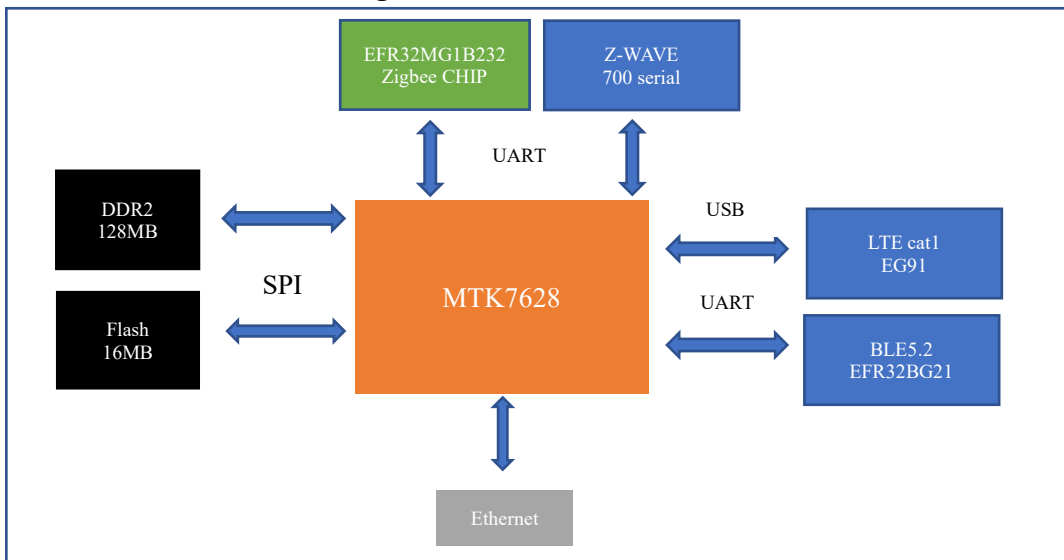 EFR32MG1B232
Zigbee CHIP
Z-WAVE
700 serial
UART
DDR2
128MB
USB
LTE cat1
EG91
SPI
MTK7628
UART
Flash
16MB
BLE5.2
EFR32BG21
Ethernet